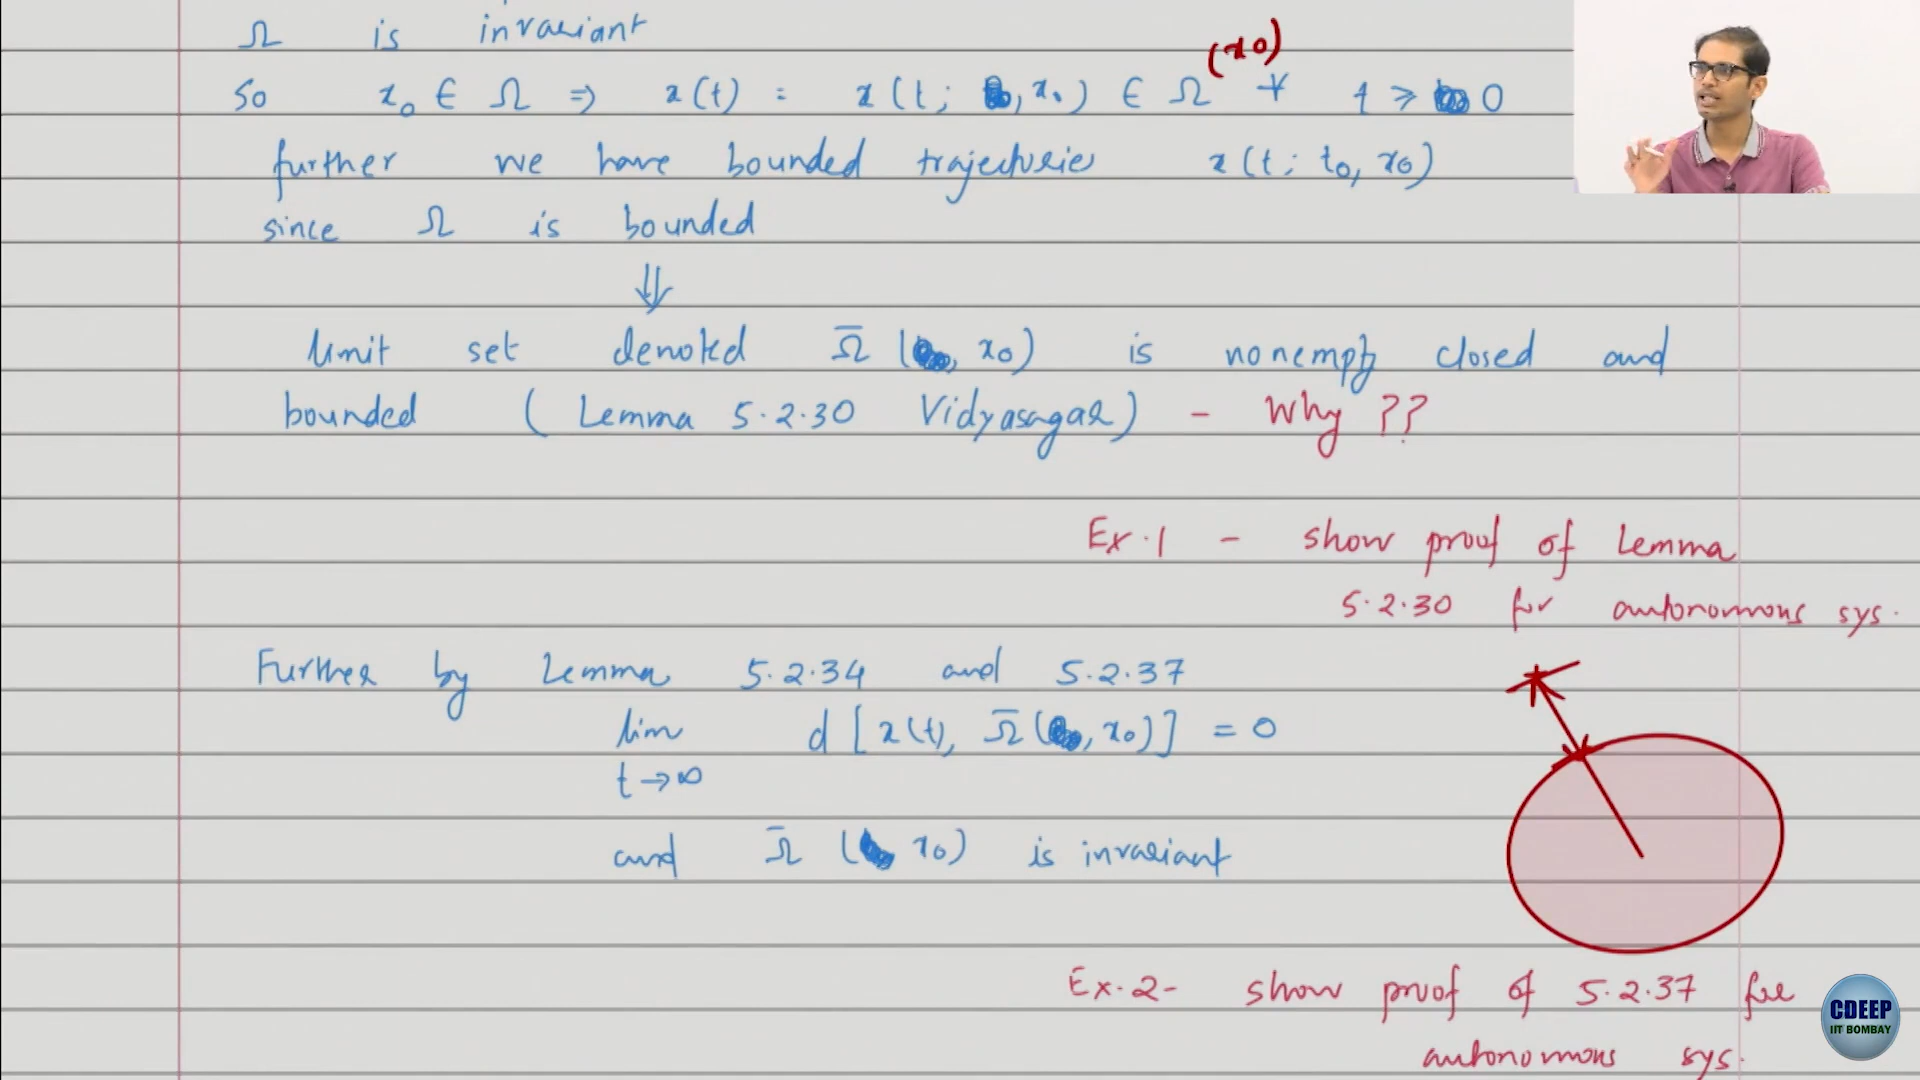 Ω is invariant
(x0)
So x₀ ∈ Ω ⇒ x(t) = x(t; , x₀) ∈ Ω ∀ t ≥ 0
further we have bounded trajectories x(t; t0, x0)
since Ω is bounded
⇓
limit set denoted Ω̄ ( , x0) is nonempty closed and
bounded ( Lemma 5.2.30 Vidyasagar) - Why ??
Ex.1 - show proof of Lemma
5.2.30 for autonomous sys.
Further by Lemma 5.2.34 and 5.2.37
lim d [x(t), Ω̄( , x0)] = 0
t→∞
and Ω̄ ( x0) is invariant
Ex.2- show proof of 5.2.37 for
autonomous sys.
CDEEP
IIT BOMBAY